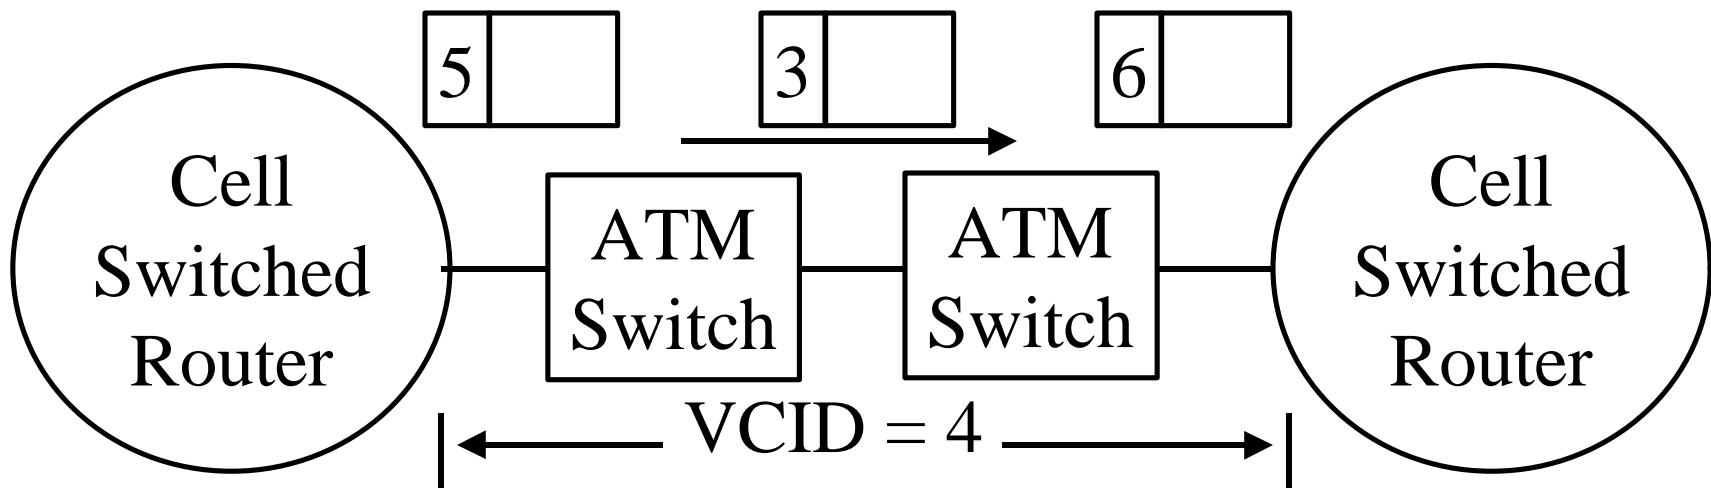 5
3
6
Cell
Switched
Router
ATM
Switch
ATM
Switch
Cell
Switched
Router
VCID = 4